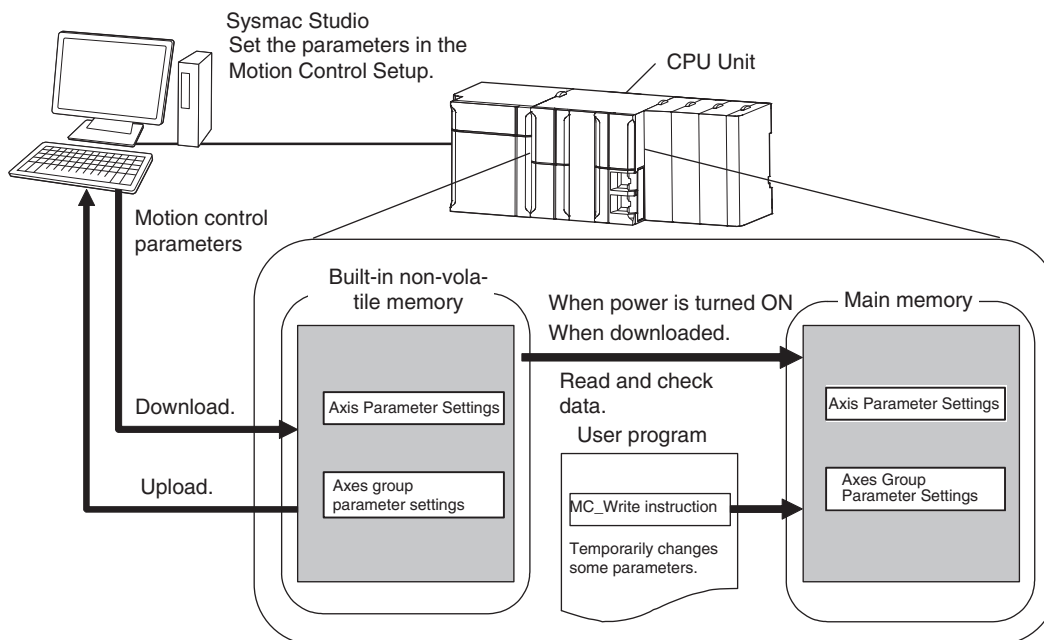 Sysmac Studio
Set the parameters in the
Motion Control Setup.
CPU Unit
Motion control
parameters
Built-in non-vola-
tile memory
When power is turned ON
When downloaded.
Main memory
Read and check
data.
Axis Parameter Settings
Axis Parameter Settings
Download.
User program
Upload.
Axes group
parameter settings
MC_Write instruction
Axes Group
Parameter Settings
Temporarily changes
some parameters.